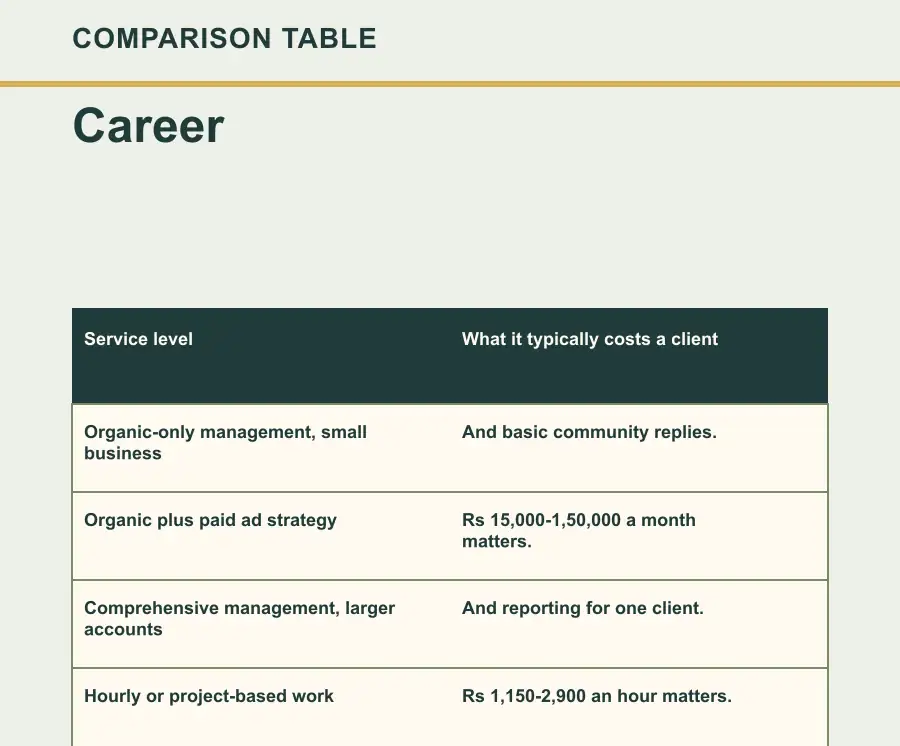 COMPARISON TABLE
Career
Service level
What it typically costs a client
Organic-only management, small
business
And basic community replies.
Organic plus paid ad strategy
Rs 15,000-1,50,000 a month
matters.
Comprehensive management, larger
accounts
And reporting for one client.
Hourly or project-based work
Rs 1,150-2,900 an hour matters.